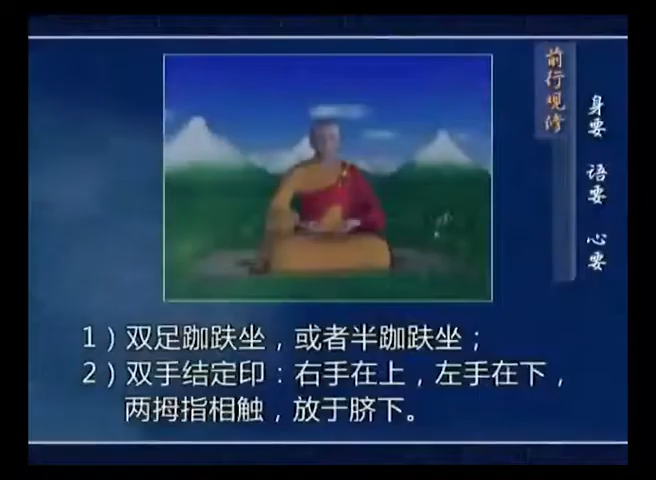 前行观修
身要 语要 心要
1）双足跏趺坐，或者半跏趺坐；
2）双手结定印：右手在上，左手在下，
两拇指相触，放于脐下。